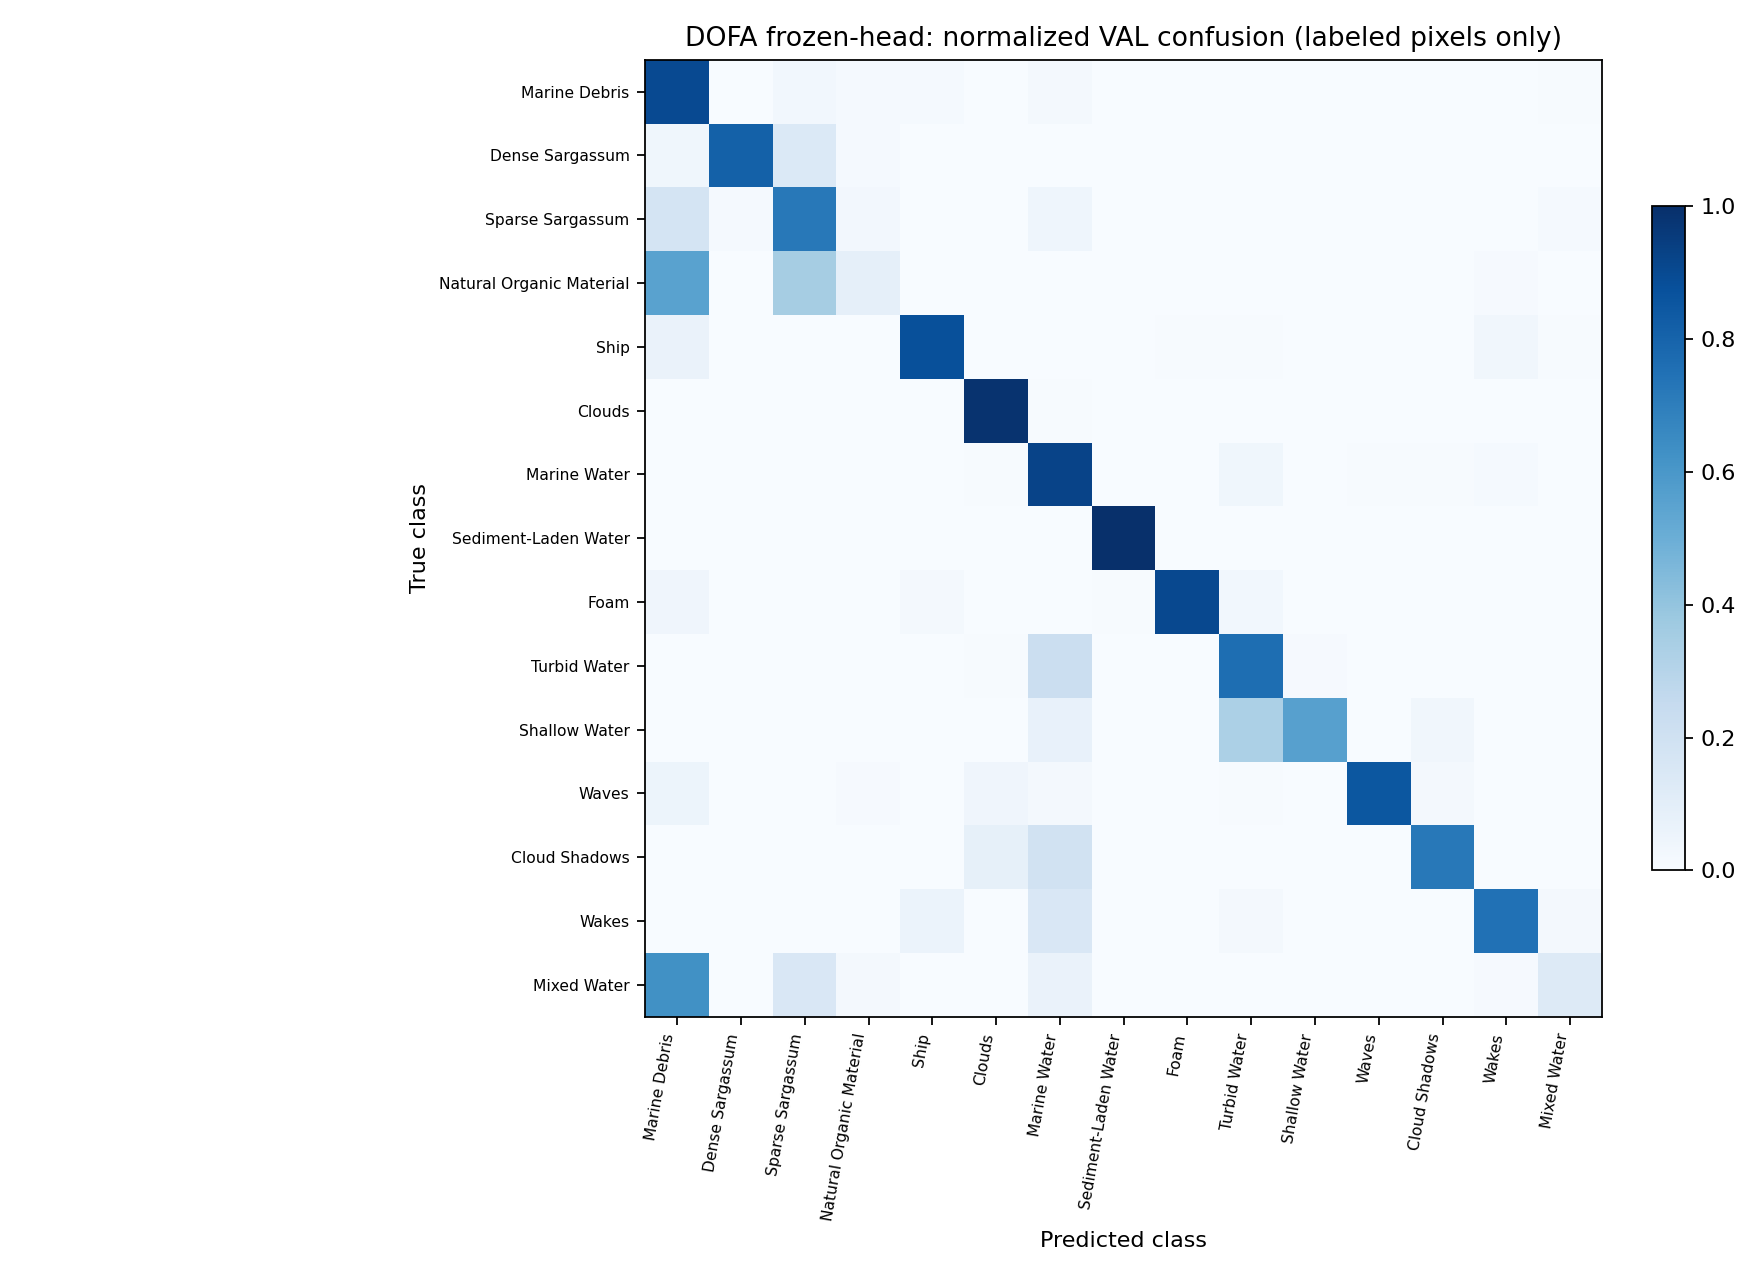 DOFA frozen-head: normalized VAL confusion (labeled pixels only)
True class
Marine Debris
Dense Sargassum
Sparse Sargassum
Natural Organic Material
Ship
Clouds
Marine Water
Sediment-Laden Water
Foam
Turbid Water
Shallow Water
Waves
Cloud Shadows
Wakes
Mixed Water
Marine Debris
Dense Sargassum
Sparse Sargassum
Natural Organic Material
Ship
Clouds
Marine Water
Sediment-Laden Water
Foam
Turbid Water
Shallow Water
Waves
Cloud Shadows
Wakes
Mixed Water
Predicted class
1.0
0.8
0.6
0.4
0.2
0.0